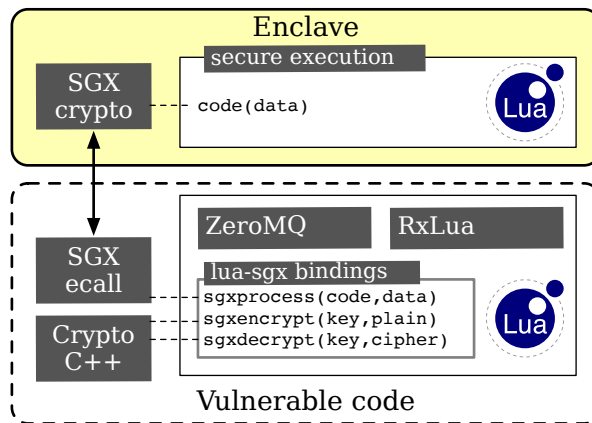 Enclave
secure execution
SGX
crypto
code(data)
Lua
ZeroMQ
RxLua
SGX
ecall
lua-sgx bindings
sgxprocess(code,data)
sgxencrypt(key,plain)
sgxdecrypt(key,cipher)
Crypto
C++
Lua
Vulnerable code